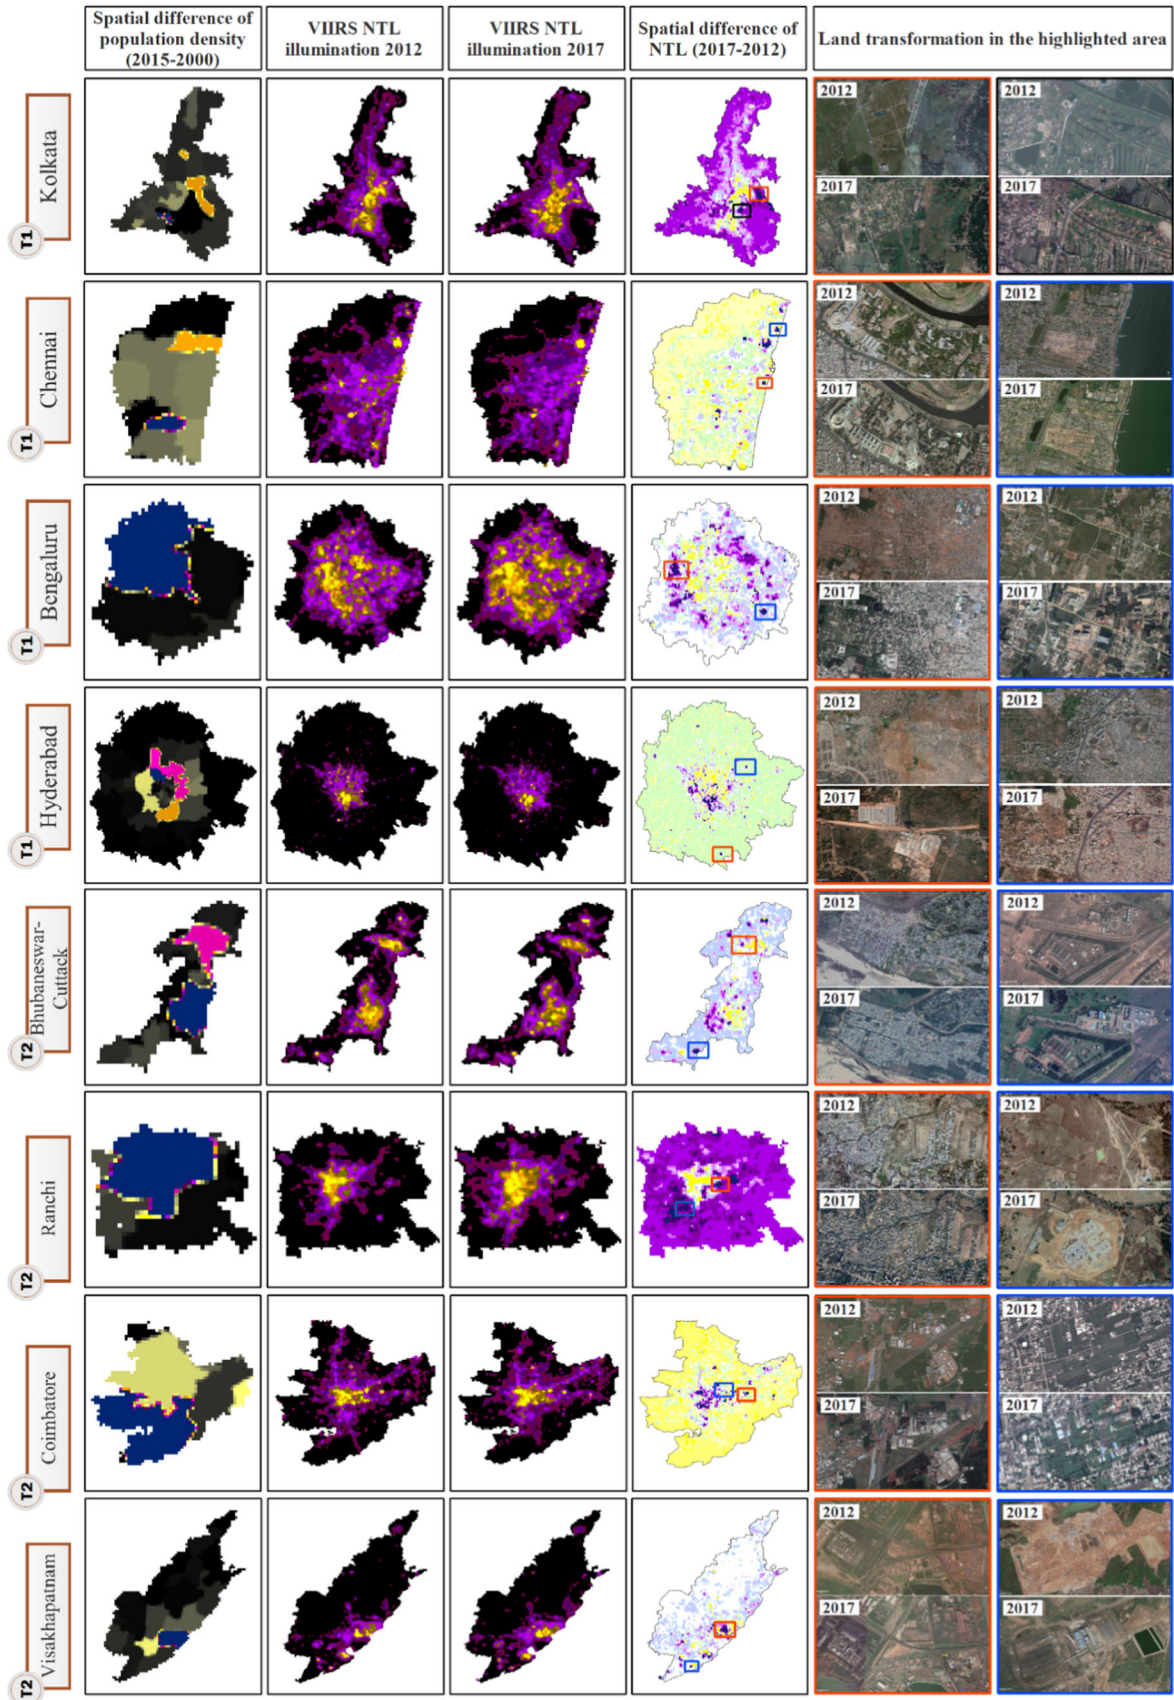 Spatial difference of
population density
(2015-2000)
VIIRS NTL
illumination 2012
VIIRS NTL
illumination 2017
Spatial difference of
NTL (2017-2012)
Land transformation in the highlighted area
Kolkata
T1
2012
2017
2012
2017
Chennai
T1
2012
2017
2012
2017
Bengaluru
T1
2012
2017
2012
2017
Hyderabad
T1
2012
2017
2012
2017
Bhubaneswar-
Cuttack
T2
2012
2017
2012
2017
Ranchi
T2
2012
2017
2012
2017
Coimbatore
T2
2012
2017
2012
2017
Visakhapatnam
T2
2012
2017
2012
2017